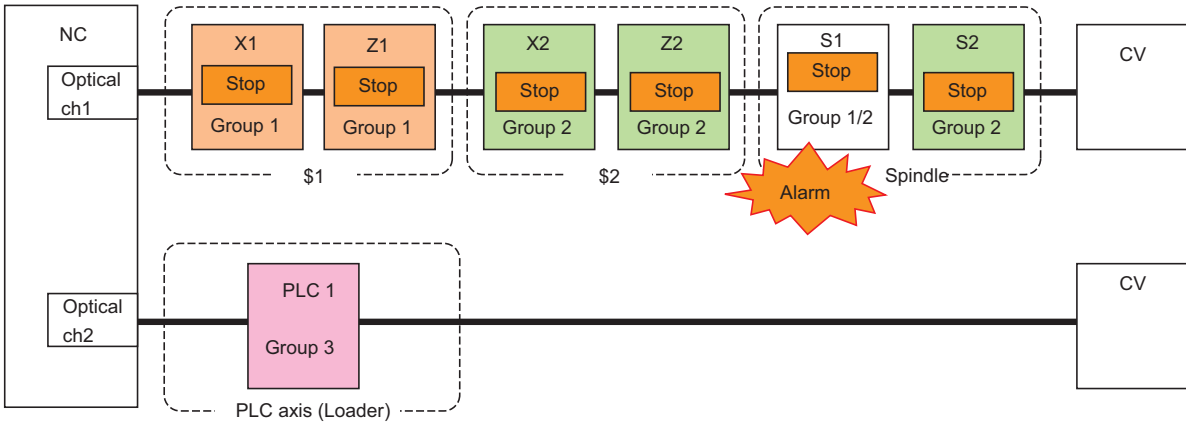 NC
Optical
ch1
X1
Stop
Group 1
Z1
Stop
Group 1
$1
X2
Stop
Group 2
Z2
Stop
Group 2
$2
S1
Stop
Group 1/2
S2
Stop
Group 2
Alarm
Spindle
CV
Optical
ch2
PLC 1
Group 3
PLC axis (Loader)
CV